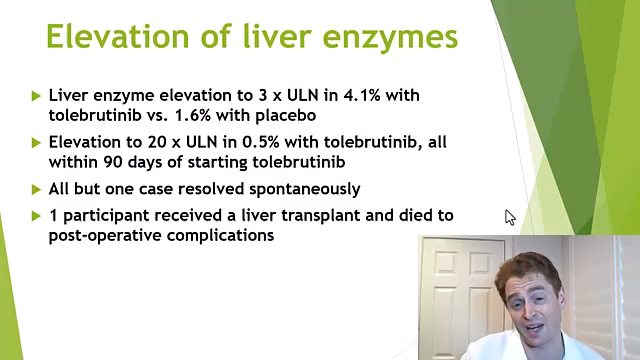 Elevation of liver enzymes
Liver enzyme elevation to 3 x ULN in 4.1% with
tolebrutinib vs. 1.6% with placebo
Elevation to 20 x ULN in 0.5% with tolebrutinib, all
within 90 days of starting tolebrutinib
All but one case resolved spontaneously
1 participant received a liver transplant and died to
post-operative complications